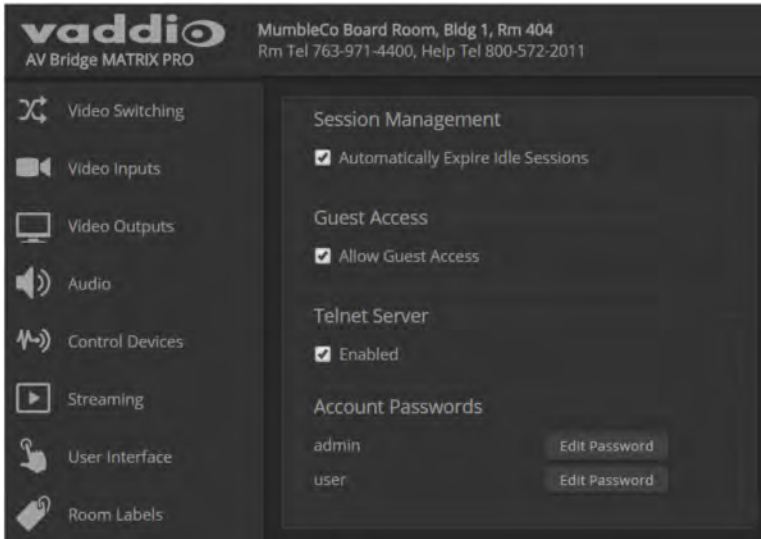 vaddio
AV Bridge MATRIX PRO
MumbleCo Board Room, Bldg 1, Rm 404
Rm Tel 763-971-4400, Help Tel 800-572-2011
Video Switching
Video Inputs
Video Outputs
Audio
Control Devices
Streaming
User Interface
Room Labels
Session Management
Automatically Expire Idle Sessions
Guest Access
Allow Guest Access
Telnet Server
Enabled
Account Passwords
admin Edit Password
user Edit Password